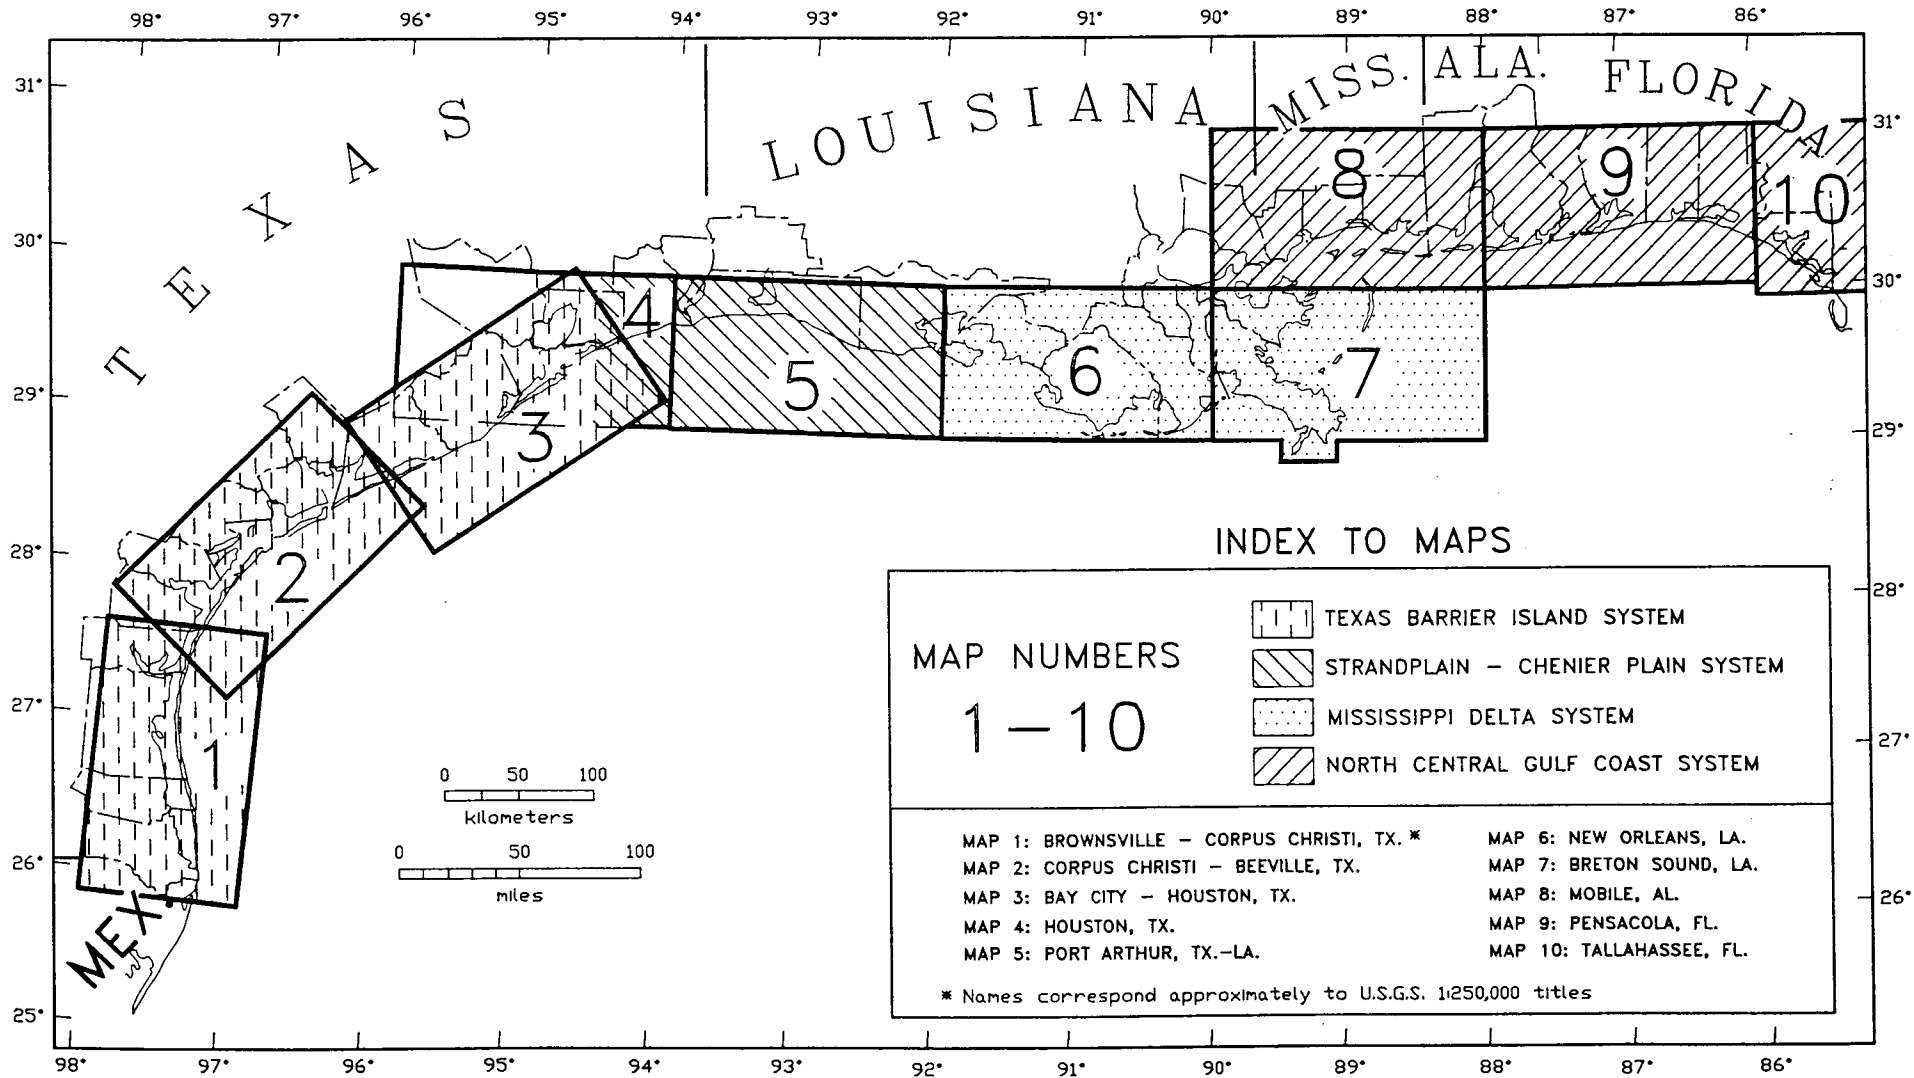 98° 97° 96° 95° 94° 93° 92° 91° 90° 89° 88° 87° 86°
31°
30°
29°
28°
27°
26°
25°
TEXAS
LOUISIANA
MISS.
ALA.
FLORIDA
MEX.
1
2
3
4
5
6
7
8
9
10
31°
30°
29°
28°
27°
26°
0 50 100
kilometers
0 50 100
miles
INDEX TO MAPS
MAP NUMBERS
1-10
TEXAS BARRIER ISLAND SYSTEM
STRANDPLAIN - CHENIER PLAIN SYSTEM
MISSISSIPPI DELTA SYSTEM
NORTH CENTRAL GULF COAST SYSTEM
MAP 1: BROWNSVILLE - CORPUS CHRISTI, TX. *
MAP 2: CORPUS CHRISTI - BEEVILLE, TX.
MAP 3: BAY CITY - HOUSTON, TX.
MAP 4: HOUSTON, TX.
MAP 5: PORT ARTHUR, TX.-LA.
MAP 6: NEW ORLEANS, LA.
MAP 7: BRETON SOUND, LA.
MAP 8: MOBILE, AL.
MAP 9: PENSACOLA, FL.
MAP 10: TALLAHASSEE, FL.
* Names correspond approximately to U.S.G.S. 1:250,000 titles
98° 97° 96° 95° 94° 93° 92° 91° 90° 89° 88° 87° 86°